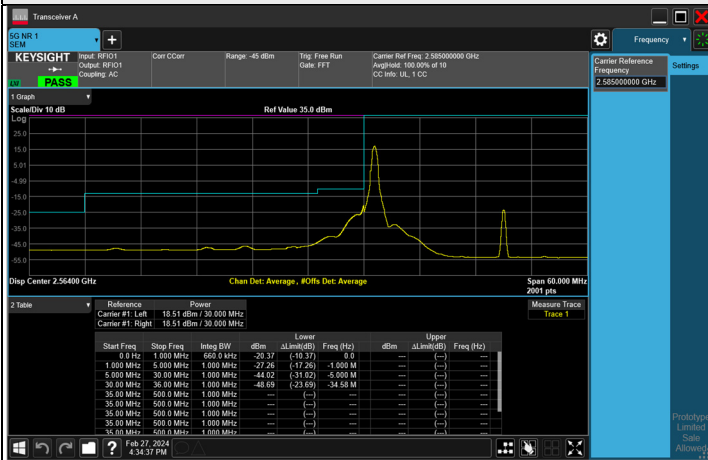 Transceiver A
5G NR 1
SEM
Frequency
KEYSIGHT
Input: RFIO1
Output: RFIO1
Coupling: AC
Corr CCorr
Range: -45 dBm
Trig: Free Run
Gate: FFT
Carrier Ref Freq: 2.585000000 GHz
Avg|Hold: 100.00% of 10
CC Info: UL, 1 CC
LXI
PASS
Carrier Reference
Frequency
2.585000000 GHz
Settings
1 Graph
Scale/Div 10 dB
Ref Value 35.0 dBm
Log
25.0
15.0
5.01
-4.99
-15.0
-25.0
-35.0
-45.0
-55.0
Disp Center 2.56400 GHz
Chan Det: Average, #Offs Det: Average
Span 60.000 MHz
2001 pts
2 Table
Reference Power
Carrier #1: Left 18.51 dBm / 30.000 MHz
Carrier #1: Right 18.51 dBm / 30.000 MHz
Measure Trace
Trace 1
Lower Upper
Start Freq Stop Freq Integ BW dBm ΔLimit(dB) Freq (Hz) dBm ΔLimit(dB) Freq (Hz)
0.0 Hz 1.000 MHz 660.0 kHz -20.37 (-10.37) 0.0 --- (---) ---
1.000 MHz 5.000 MHz 1.000 MHz -27.26 (-17.26) -1.000 M --- (---) ---
5.000 MHz 30.00 MHz 1.000 MHz -44.02 (-31.02) -5.000 M --- (---) ---
30.00 MHz 36.00 MHz 1.000 MHz -48.69 (-23.69) -34.58 M --- (---) ---
35.00 MHz 500.0 MHz 1.000 MHz --- (---) --- --- (---) ---
35.00 MHz 500.0 MHz 1.000 MHz --- (---) --- --- (---) ---
35.00 MHz 500.0 MHz 1.000 MHz --- (---) --- --- (---) ---
35.00 MHz 500.0 MHz 1.000 MHz --- (---) --- --- (---) ---
35.00 MHz 500.0 MHz 1.000 MHz --- (---) --- --- (---) ---
Prototype
Limited
Sale
Allowed
Feb 27, 2024
4:34:37 PM